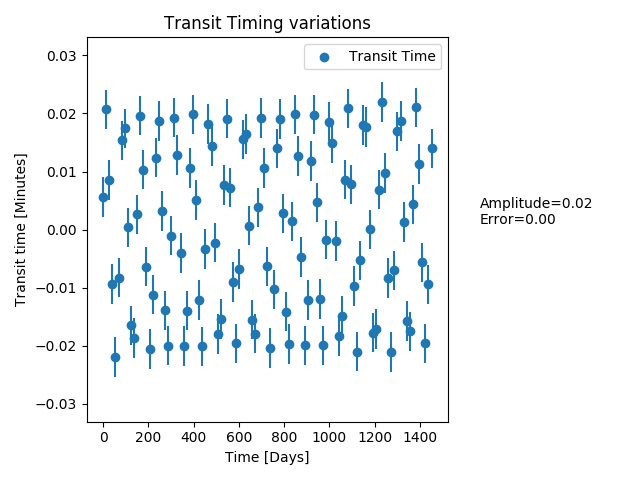 Transit Timing variations
Transit Time
Transit time [Minutes]
0.03
0.02
0.01
0.00
−0.01
−0.02
−0.03
0 200 400 600 800 1000 1200 1400
Time [Days]
Amplitude=0.02
Error=0.00